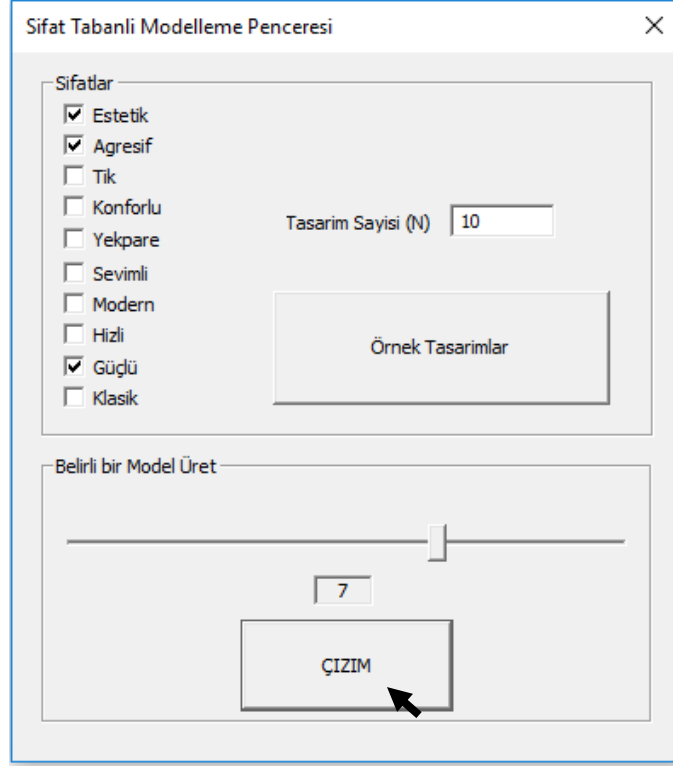 Sifat Tabanli Modelleme Penceresi
Sifatlar
Estetik
Agresif
Tik
Konforlu
Yekpare
Sevimli
Modern
Hizli
Güçlü
Klasik
Tasarim Sayisi (N) 10
Örnek Tasarimlar
Belirli bir Model Üret
7
ÇIZIM